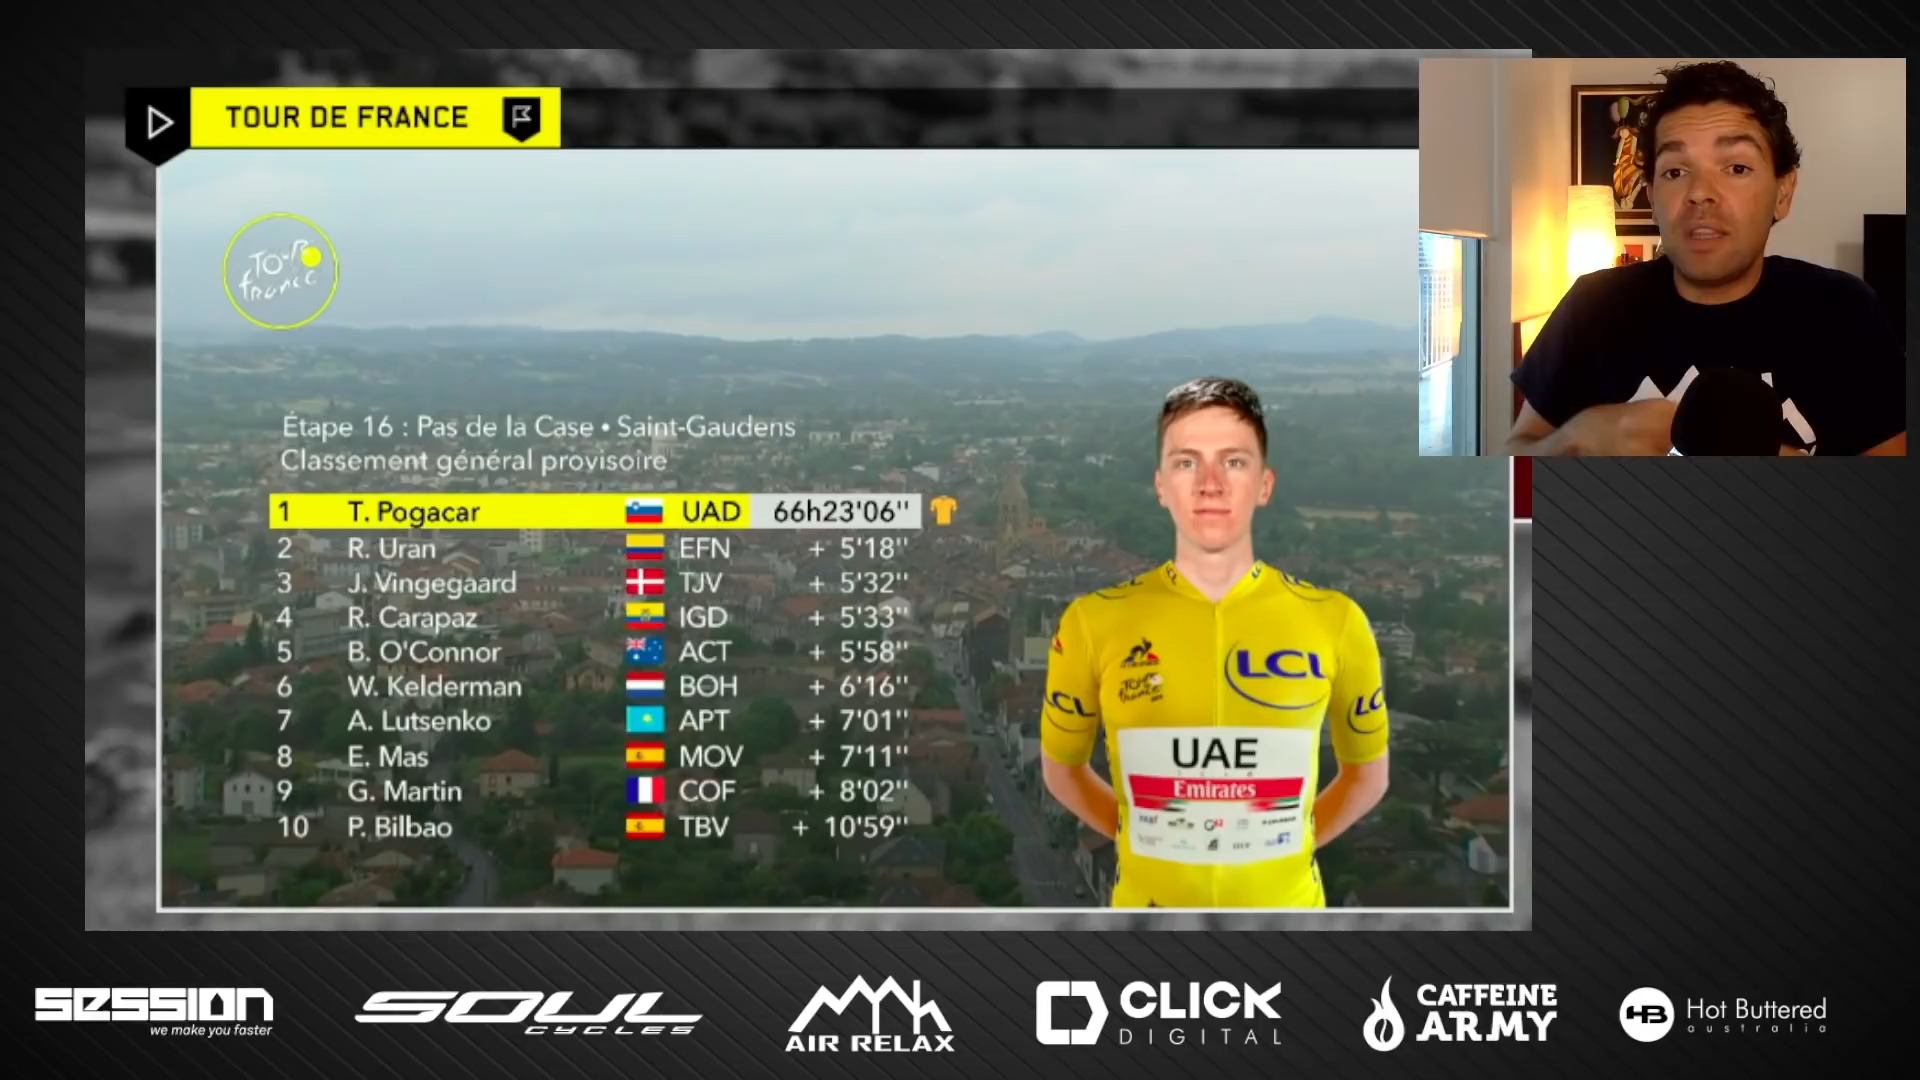 TOUR DE FRANCE
TOUR
france
Étape 16 : Pas de la Case • Saint-Gaudens
Classement général provisoire
1 T. Pogacar UAD 66h23'06''
2 R. Uran EFN + 5'18''
3 J. Vingegaard TJV + 5'32''
4 R. Carapaz IGD + 5'33''
5 B. O'Connor ACT + 5'58''
6 W. Kelderman BOH + 6'16''
7 A. Lutsenko APT + 7'01''
8 E. Mas MOV + 7'11''
9 G. Martin COF + 8'02''
10 P. Bilbao TBV + 10'59''
LCL
TOUR
france
UAE
Emirates
SESSION
we make you faster
SOUL
CYCLES
AIR RELAX
CLICK
DIGITAL
CAFFEINE
ARMY
HB
Hot Buttered
australia